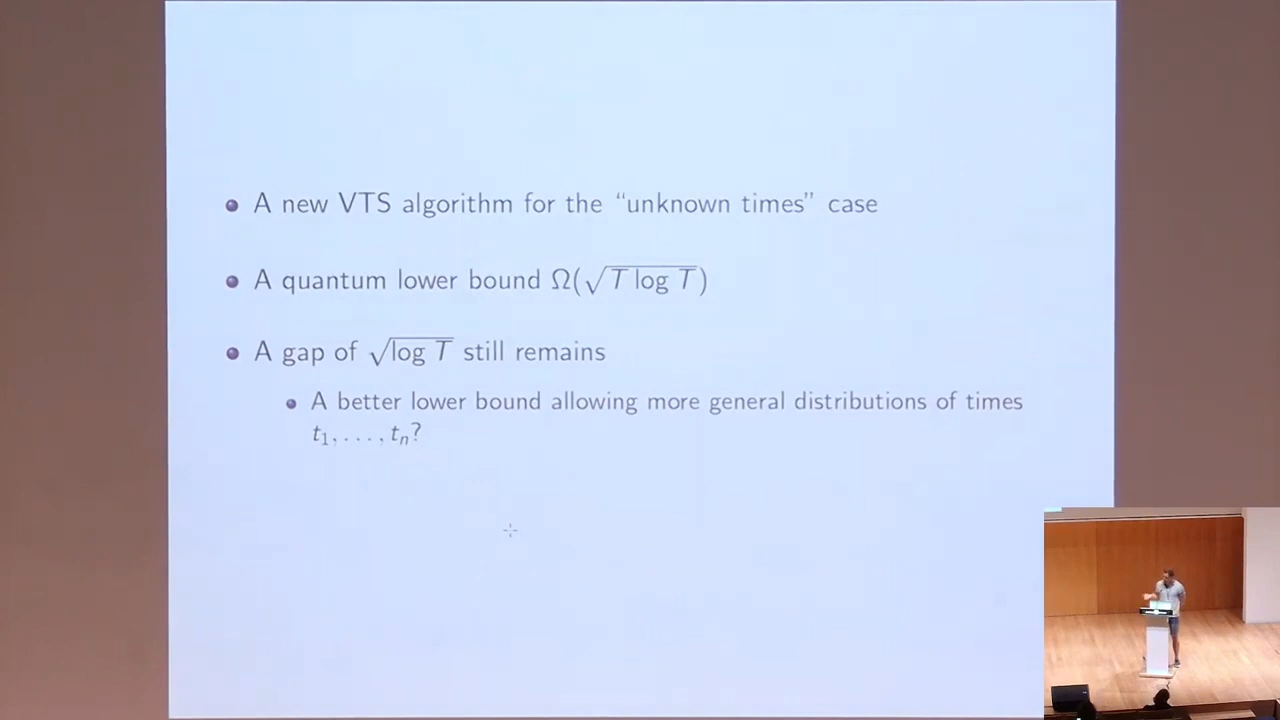 A new VTS algorithm for the “unknown times” case
A quantum lower bound Ω(√T log T)
A gap of √log T still remains
A better lower bound allowing more general distributions of times
t₁, . . . , tₙ?